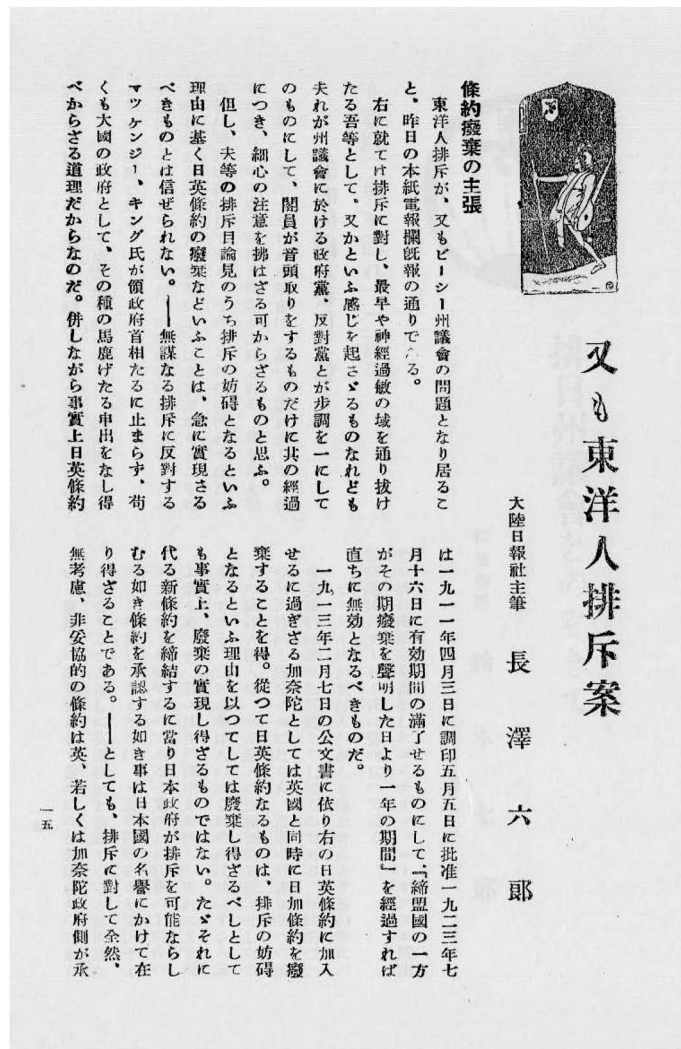 又も東洋人排斥案
大陸日報社主筆 長澤六郞
條約廢棄の主張
東洋人排斥が、又もビーシー州議會の問題となり居るこ
と、昨日の本紙電報欄旣報の通りである。
右に就ては排斥に對し、最早や神經過敏の域を通り拔け
たる吾等として。又かといふ感じを起さゞるものなれども
夫れが州議會に於ける政府黨、反對黨とが步調を一にして
のものにして、閣員が音頭取りをするものだけに其の經過
につき、細心の注意を拂はざる可からざるものと思ふ。
但し、夫等の排斥目論見のうち排斥の妨碍となるといふ
理由に基く日英條約の廢棄などいふことは、急に實現さる
べきものとは信ぜられない。――無謀なる排斥に反對する
マツケンジー、キング氏が領政府首相たるに止まらず、苟
くも大國の政府として、その種の馬鹿げたる申出をなし得
べからざる道理だからなのだ。併しながら事實上日英條約
は一九一一年四月三日に調印五月五日に批准一九二三年七
月十六日に有効期間の滿了せるものにして、「締盟國の一方
がその期廢棄を聲明した日より一年の期間」を經過すれば
直ちに無効となるべきものだ。
一九一三年二月七日の公文書に依り右の日英條約に加入
せるに過ぎざる加奈陀としては英國と同時に日加條約を廢
棄することを得。從つて日英條約なるものは、排斥の妨碍
となるといふ理由を以つてしては廢棄し得ざるべしとして
も事實上、廢棄の實現し得ざるものではない。たゞそれに
代る新條約を締結するに當り日本政府が排斥を可能ならし
むる如き條約を承認する如き事は日本國の名譽にかけて在
り得ざることである。――としても、排斥に對して全然、
無考慮、非妥協的の條約は英、若しくは加奈陀政府側が承
一五